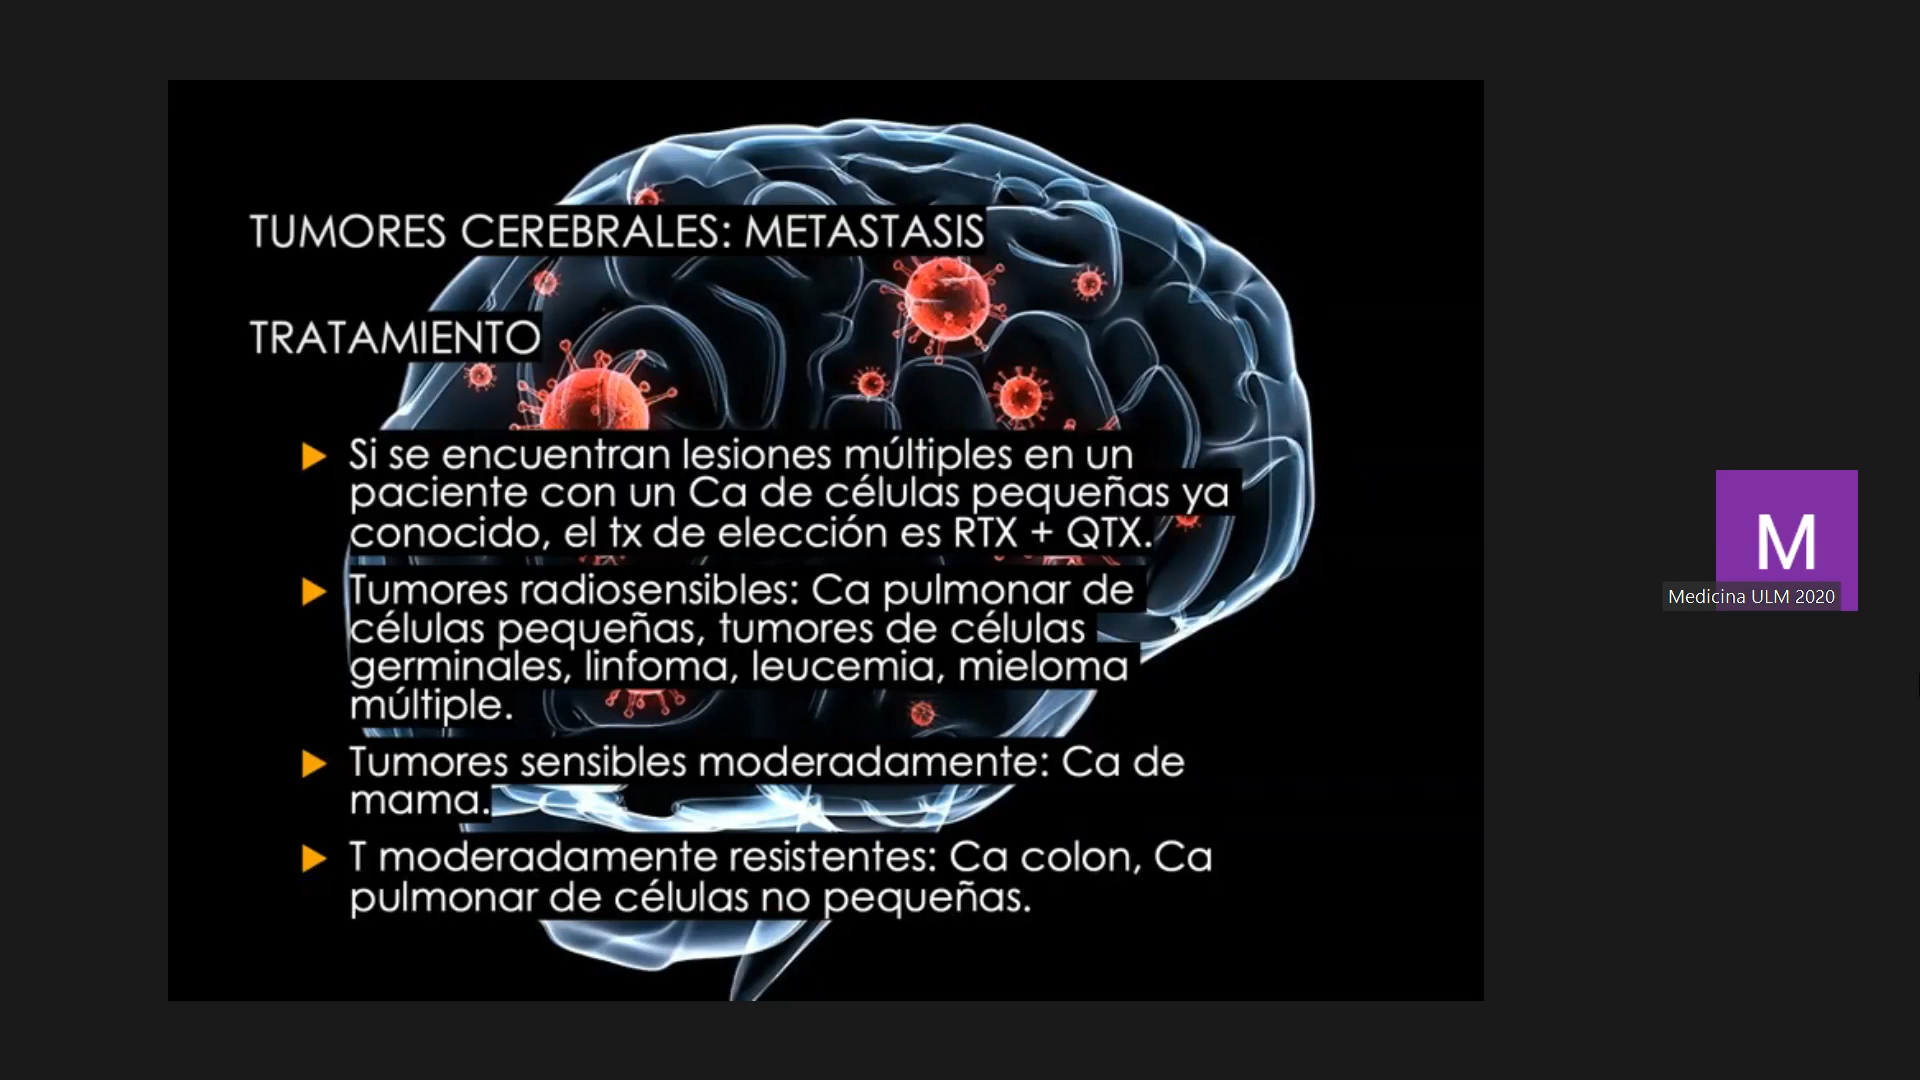 TUMORES CEREBRALES: METASTASIS
TRATAMIENTO
Si se encuentran lesiones múltiples en un
paciente con un Ca de células pequeñas ya
conocido, el tx de elección es RTX + QTX.
Tumores radiosensibles: Ca pulmonar de
células pequeñas, tumores de células
germinales, linfoma, leucemia, mieloma
múltiple.
Tumores sensibles moderadamente: Ca de
mama.
T moderadamente resistentes: Ca colon, Ca
pulmonar de células no pequeñas.
M
Medicina ULM 2020